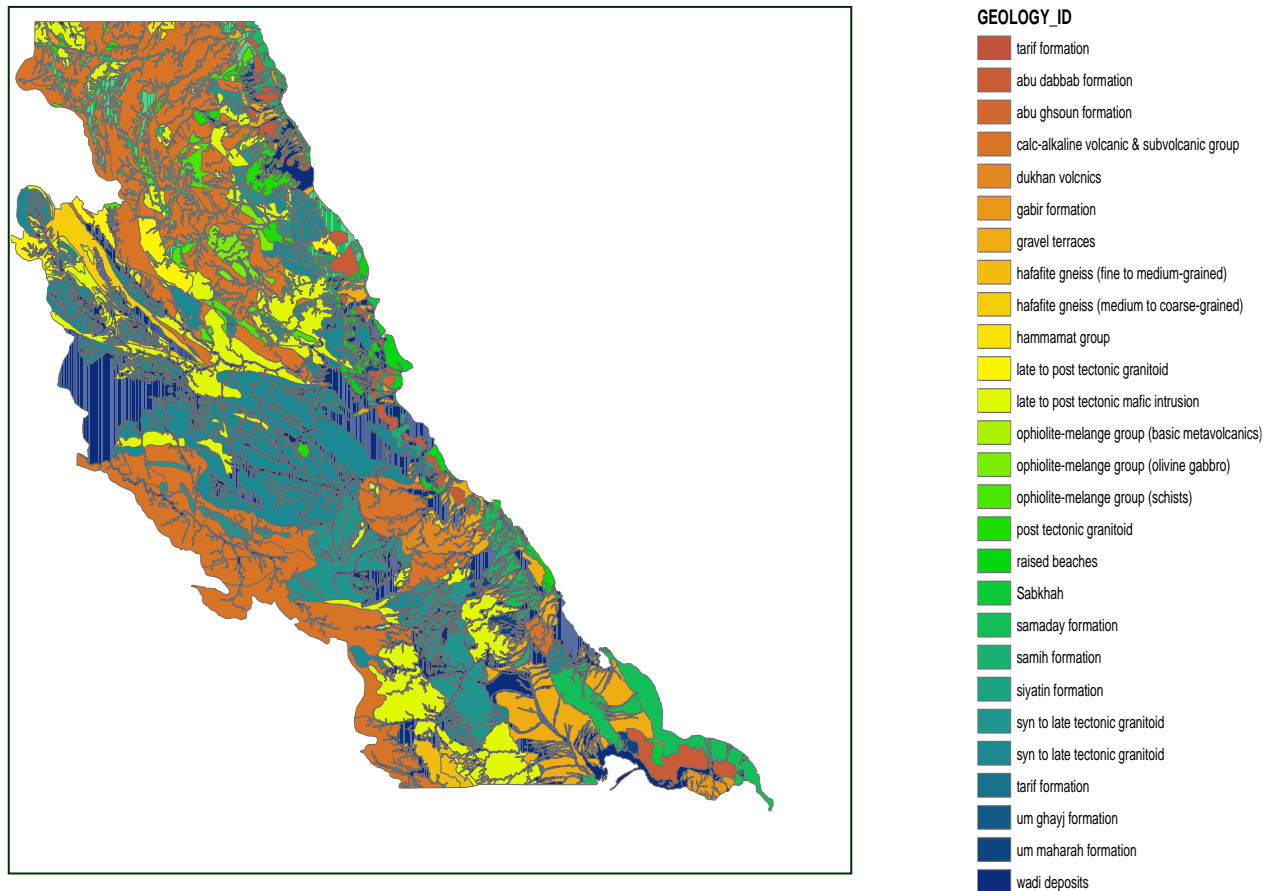 GEOLOGY_ID
tarif formation
abu dabbab formation
abu ghsoun formation
calc-alkaline volcanic & subvolcanic group
dukhan volcnics
gabir formation
gravel terraces
hafafite gneiss (fine to medium-grained)
hafafite gneiss (medium to coarse-grained)
hammamat group
late to post tectonic granitoid
late to post tectonic mafic intrusion
ophiolite-melange group (basic metavolcanics)
ophiolite-melange group (olivine gabbro)
ophiolite-melange group (schists)
post tectonic granitoid
raised beaches
Sabkhah
samaday formation
samih formation
siyatin formation
syn to late tectonic granitoid
syn to late tectonic granitoid
tarif formation
um ghayj formation
um maharah formation
wadi deposits